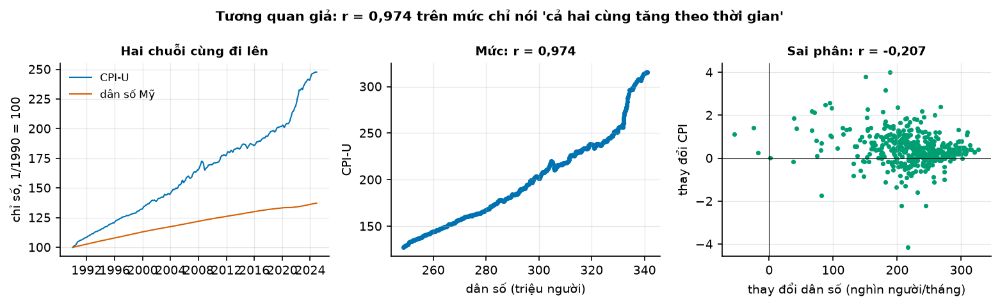 Tương quan giả: r = 0,974 trên mức chỉ nói 'cả hai cùng tăng theo thời gian'
Hai chuỗi cùng đi lên
chỉ số, 1/1990 = 100
250
225
200
175
150
125
100
CPI-U
dân số Mỹ
1992 1996 2000 2004 2008 2012 2016 2020 2024
Mức: r = 0,974
CPI-U
300
250
200
150
260 280 300 320 340
dân số (triệu người)
Sai phân: r = -0,207
thay đổi CPI
4
2
0
−2
−4
0 100 200 300
thay đổi dân số (nghìn người/tháng)